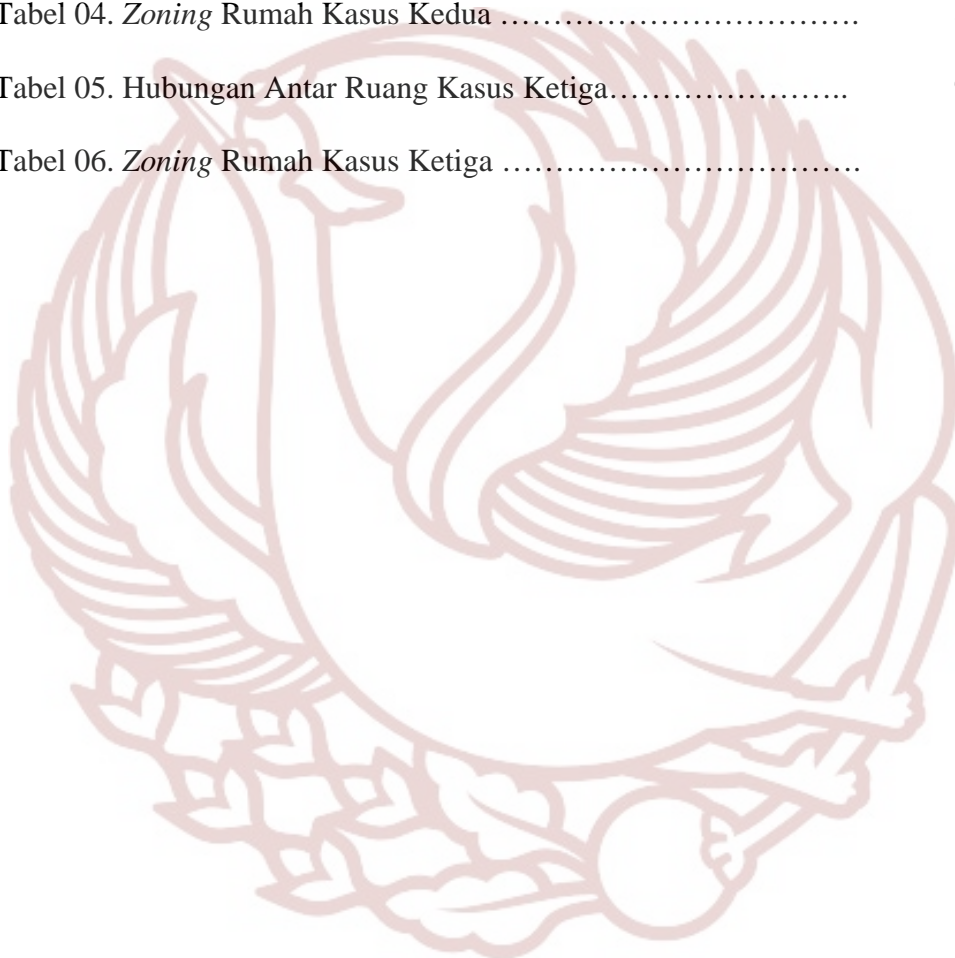 Tabel 04. Zoning Rumah Kasus Kedua …………………………….
Tabel 05. Hubungan Antar Ruang Kasus Ketiga…………………..
Tabel 06. Zoning Rumah Kasus Ketiga …………………………….